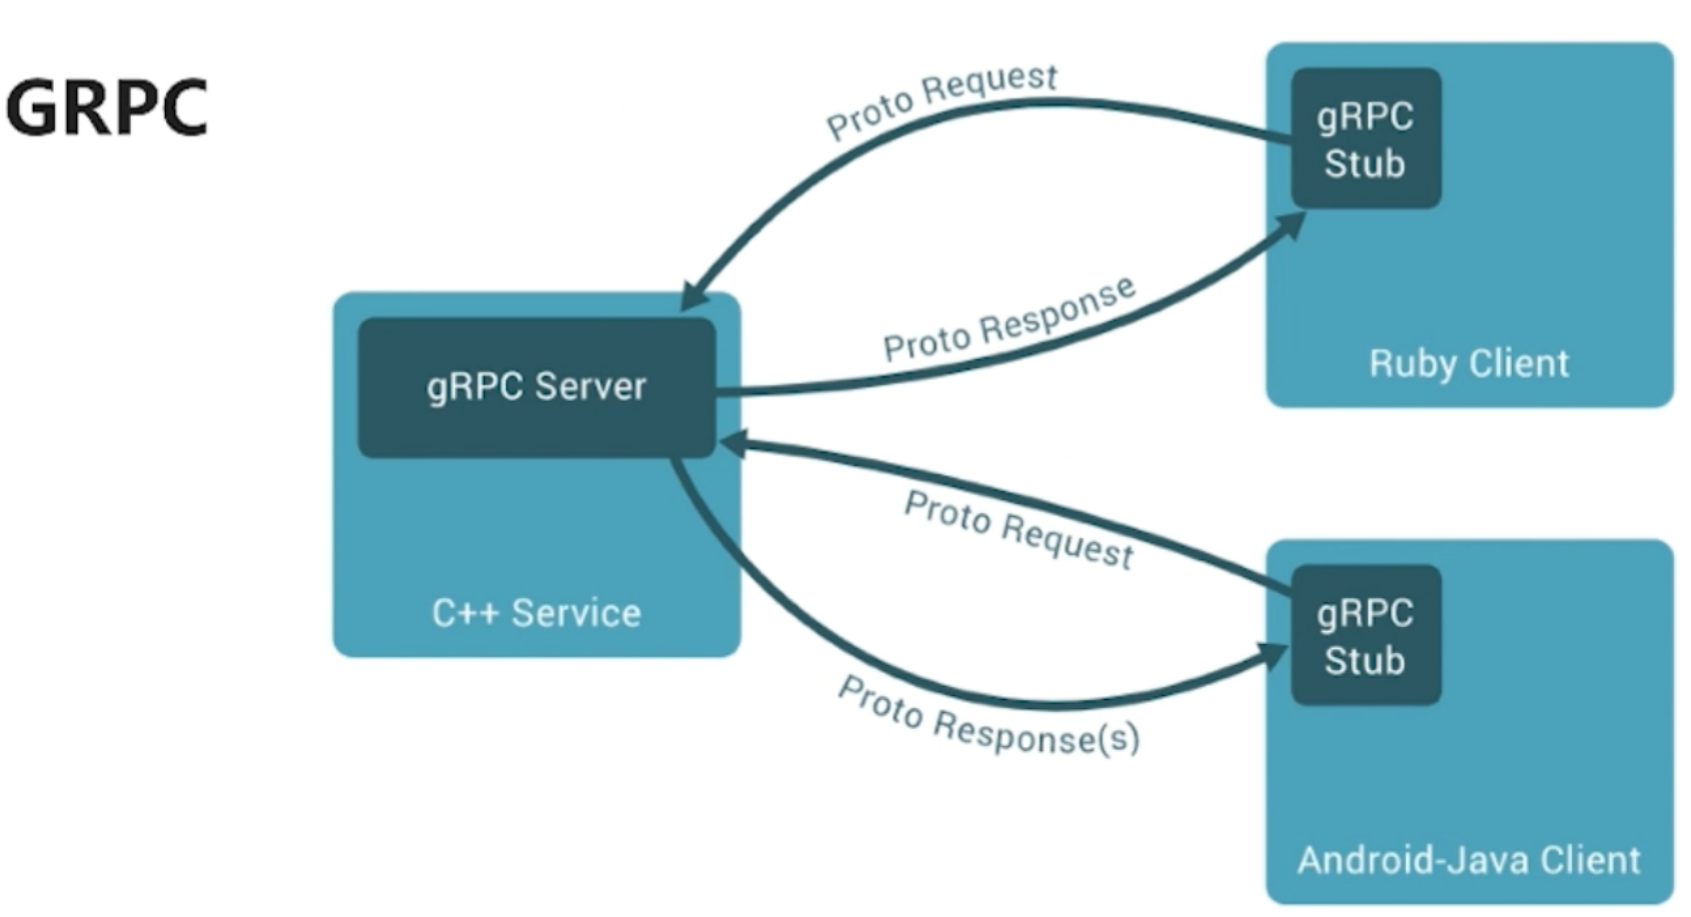 GRPC
Proto Request
gRPC
Stub
Proto Response
Ruby Client
gRPC Server
C++ Service
Proto Request
gRPC
Stub
Proto Response(s)
Android-Java Client